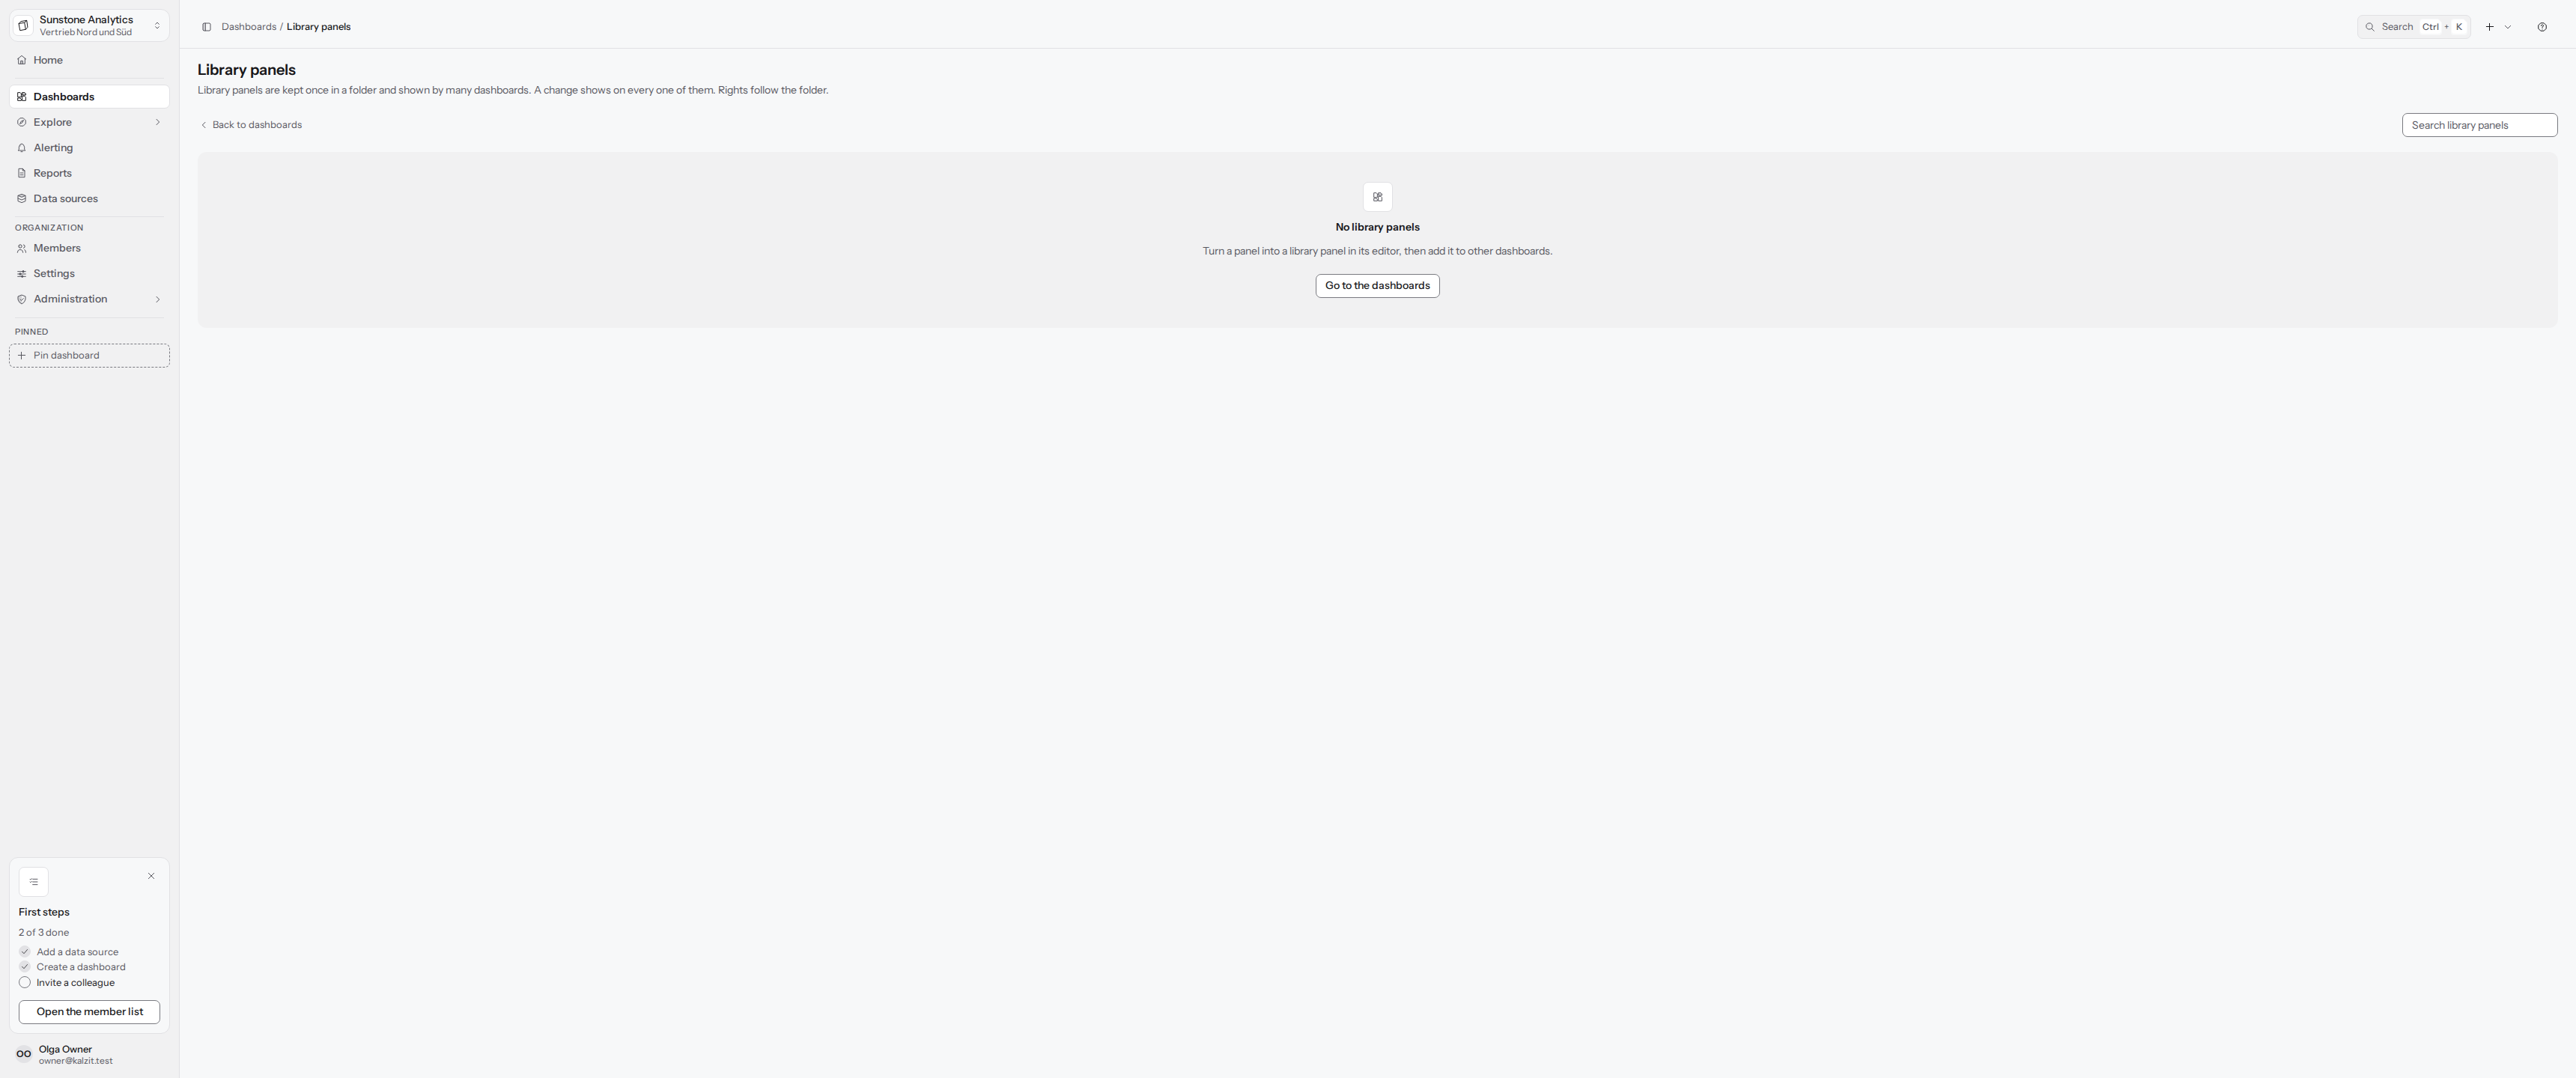 Sunstone Analytics
Vertrieb Nord und Süd
Home
Dashboards
Explore
Alerting
Reports
Data sources
ORGANIZATION
Members
Settings
Administration
PINNED
Pin dashboard
First steps
2 of 3 done
Add a data source
Create a dashboard
Invite a colleague
Open the member list
OO
Olga Owner
owner@kalzit.test
Dashboards / Library panels
Search Ctrl + K
Library panels
Library panels are kept once in a folder and shown by many dashboards. A change shows on every one of them. Rights follow the folder.
Back to dashboards
Search library panels
No library panels
Turn a panel into a library panel in its editor, then add it to other dashboards.
Go to the dashboards